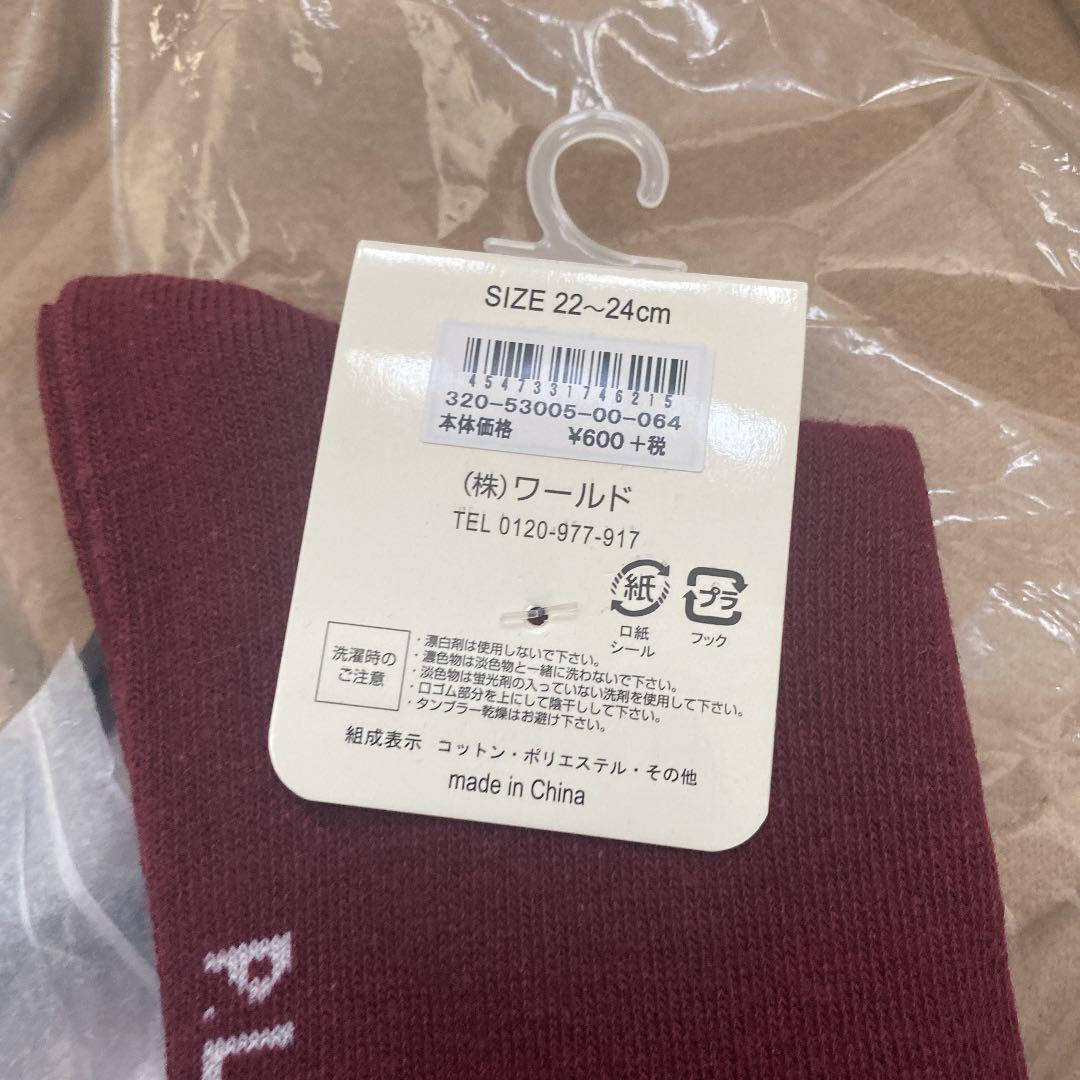 SIZE 22～24cm
4547331746215
320-53005-00-064
本体価格 ¥600+税
(株)ワールド
TEL 0120-977-917
紙
プラ
口紙
シール
フック
洗濯時の
ご注意
・漂白剤は使用しないで下さい。
・濃色物は淡色物と一緒に洗わないで下さい。
・淡色物は蛍光剤の入っていない洗剤を使用して下さい。
・口ゴム部分を上にして陰干しして下さい。
・タンブラー乾燥はお避け下さい。
組成表示 コットン・ポリエステル・その他
made in China
P.L